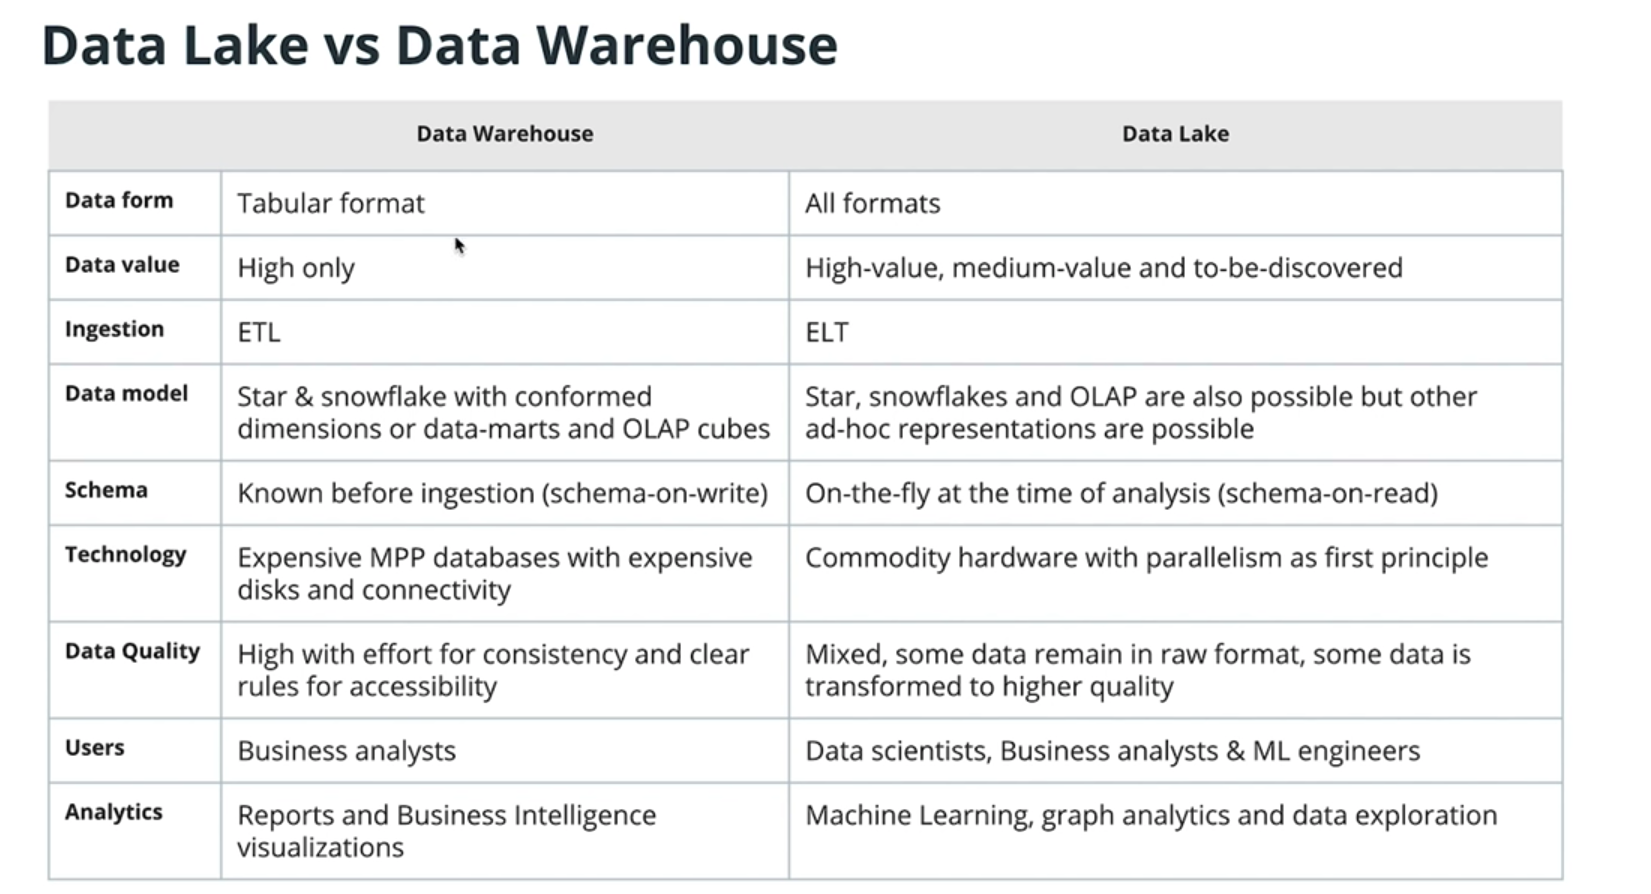 Data Lake vs Data Warehouse
Data Warehouse
Data Lake
Data form
Tabular format
All formats
Data value
High only
High-value, medium-value and to-be-discovered
Ingestion
ETL
ELT
Data model
Star & snowflake with conformed
dimensions or data-marts and OLAP cubes
Star, snowflakes and OLAP are also possible but other
ad-hoc representations are possible
Schema
Known before ingestion (schema-on-write)
On-the-fly at the time of analysis (schema-on-read)
Technology
Expensive MPP databases with expensive
disks and connectivity
Commodity hardware with parallelism as first principle
Data Quality
High with effort for consistency and clear
rules for accessibility
Mixed, some data remain in raw format, some data is
transformed to higher quality
Users
Business analysts
Data scientists, Business analysts & ML engineers
Analytics
Reports and Business Intelligence
visualizations
Machine Learning, graph analytics and data exploration